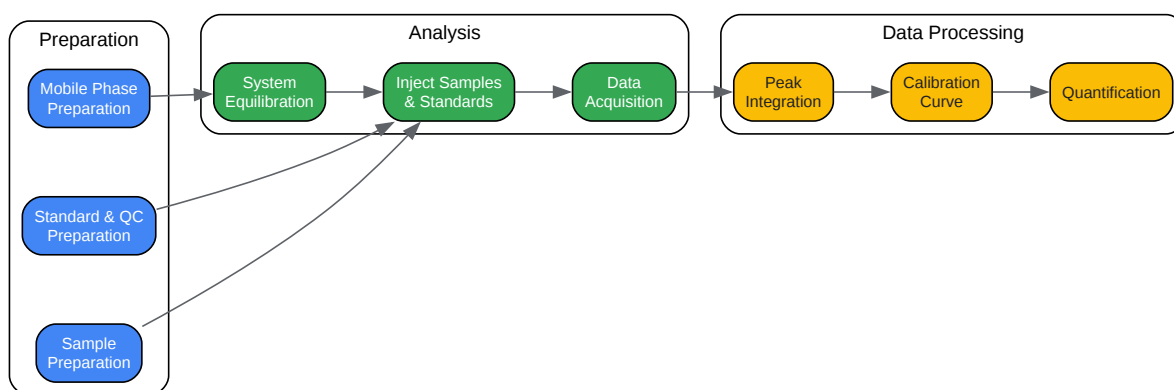 Preparation
Mobile Phase
Preparation
Standard & QC
Preparation
Sample
Preparation
Analysis
System
Equilibration
Inject Samples
& Standards
Data
Acquisition
Data Processing
Peak
Integration
Calibration
Curve
Quantification